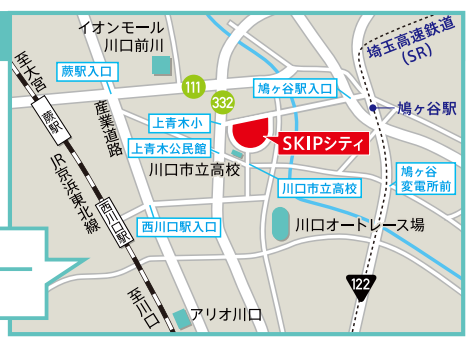 イオンモール
川口前川
至大宮
蕨駅入口
111
332
産業道路
埼玉高速鉄道
(SR)
鳩ヶ谷駅入口
鳩ヶ谷駅
蕨駅
上青木小
SKIPシティ
上青木公民館
川口市立高校
川口市立高校
鳩ヶ谷
変電所前
JR京浜東北線
西川口駅
西川口駅入口
川口オートレース場
122
至川口
アリオ川口